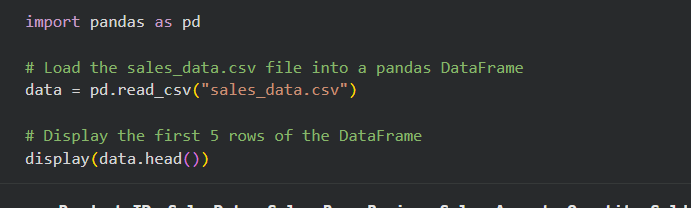 import pandas as pd
# Load the sales_data.csv file into a pandas DataFrame
data = pd.read_csv("sales_data.csv")
# Display the first 5 rows of the DataFrame
display(data.head())